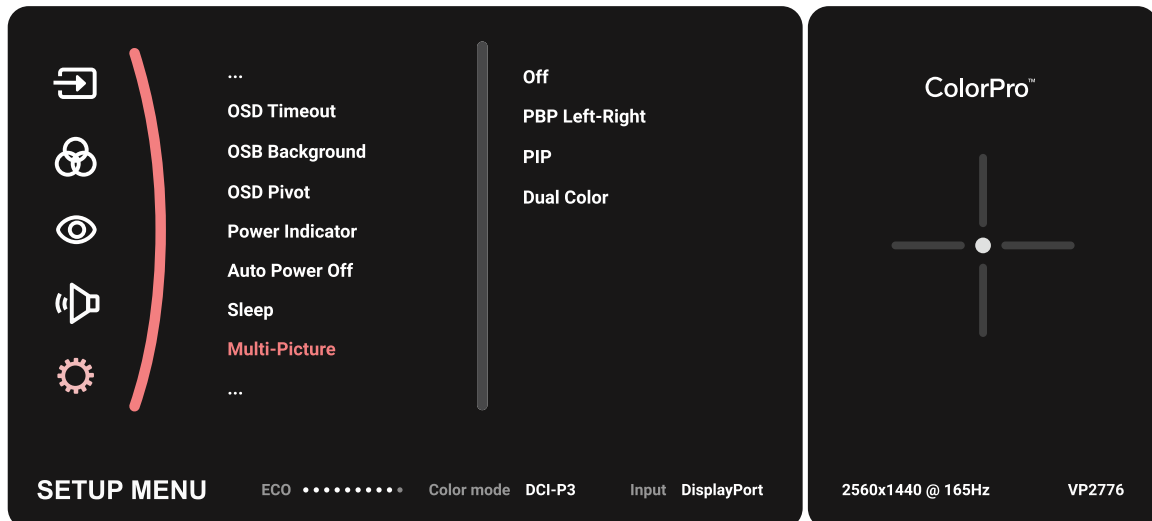 ...
OSD Timeout
OSB Background
OSD Pivot
Power Indicator
Auto Power Off
Sleep
Multi-Picture
...
Off
PBP Left-Right
PIP
Dual Color
ColorPro™
SETUP MENU
ECO
Color mode DCI-P3
Input DisplayPort
2560x1440 @ 165Hz
VP2776